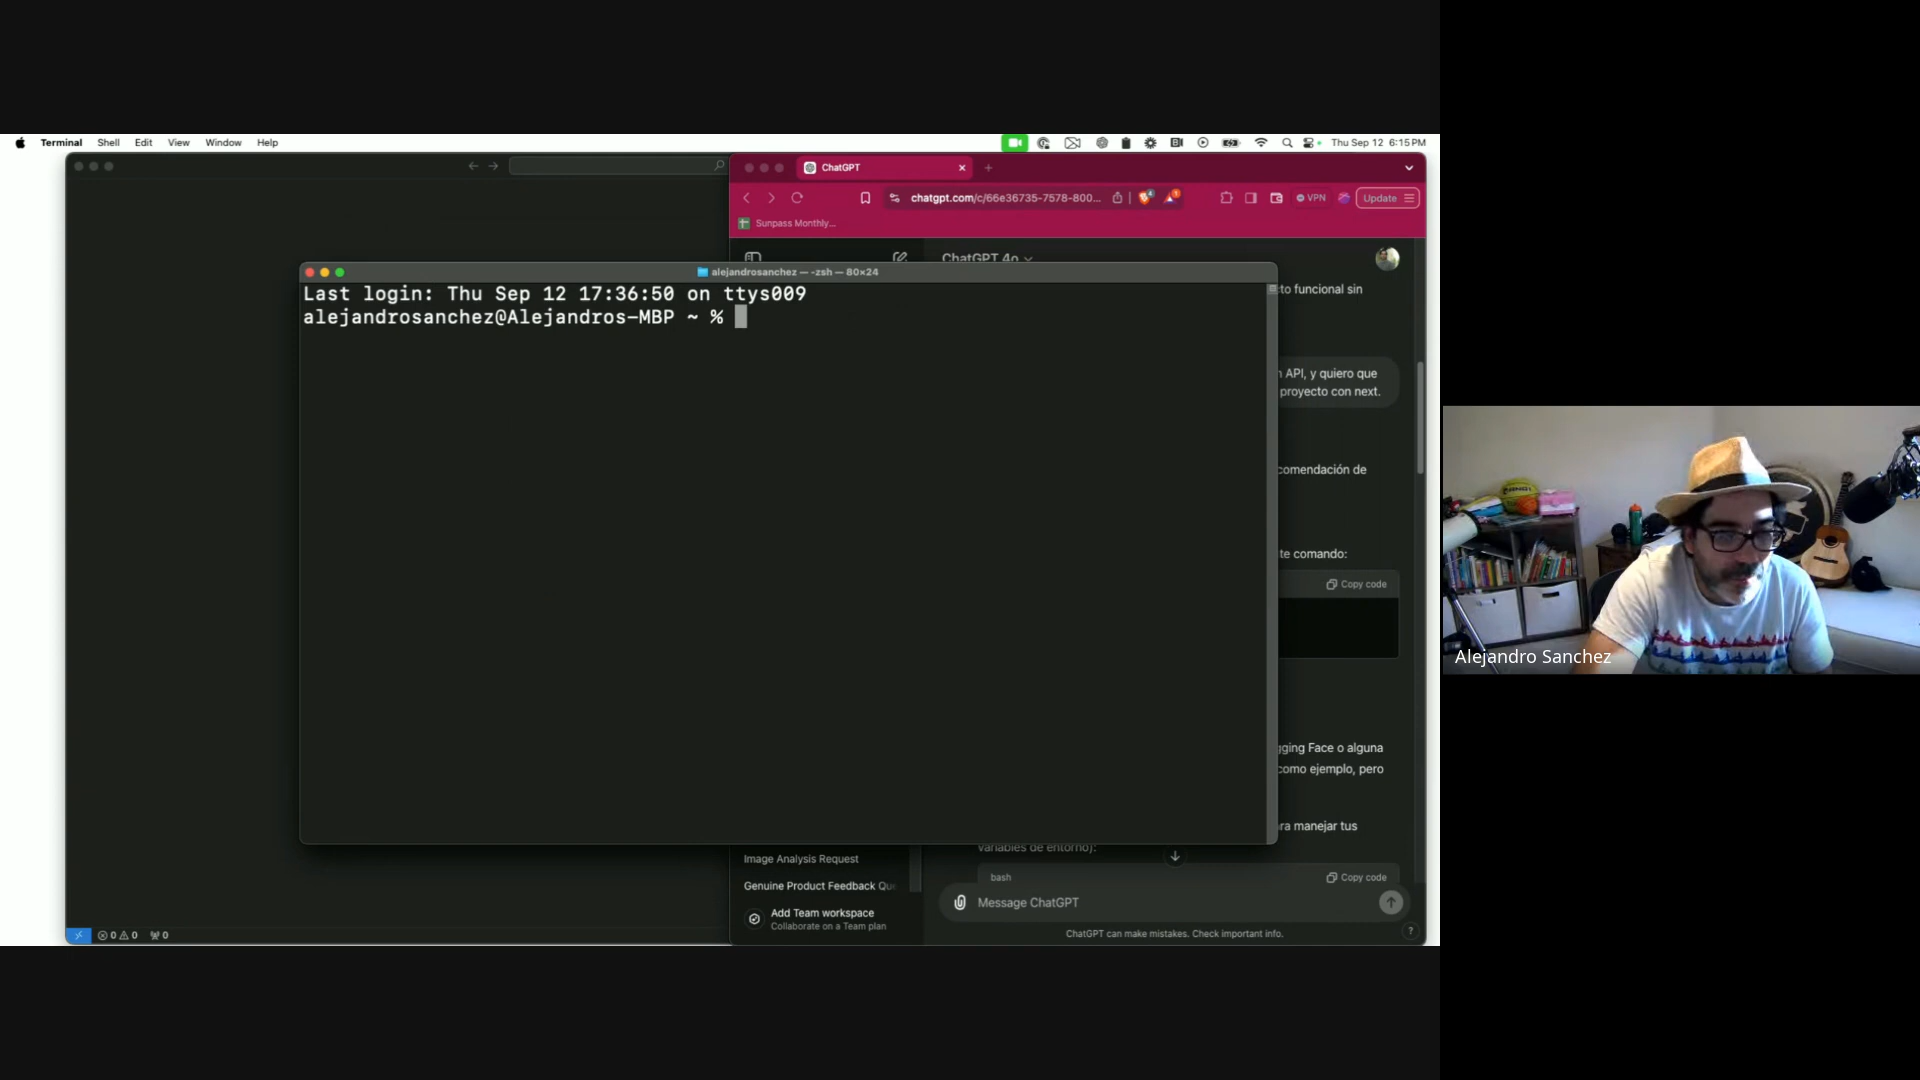 Terminal Shell Edit View Window Help
Thu Sep 12 6:15 PM
ChatGPT
chatgpt.com/c/66e36735-7578-800...
VPN
Update
Sunpass Monthly...
ChatGPT 4o
alejandrosanchez — -zsh — 80×24
Last login: Thu Sep 12 17:36:50 on ttys009
alejandrosanchez@Alejandros-MBP ~ %
to funcional sin
API, y quiero que
proyecto con next.
comendación de
te comando:
Copy code
gging Face o alguna
como ejemplo, pero
ra manejar tus
variables de entorno):
bash
Copy code
Image Analysis Request
Genuine Product Feedback Que
Add Team workspace
Collaborate on a Team plan
Message ChatGPT
ChatGPT can make mistakes. Check important info.
?
0 0 0
Alejandro Sanchez